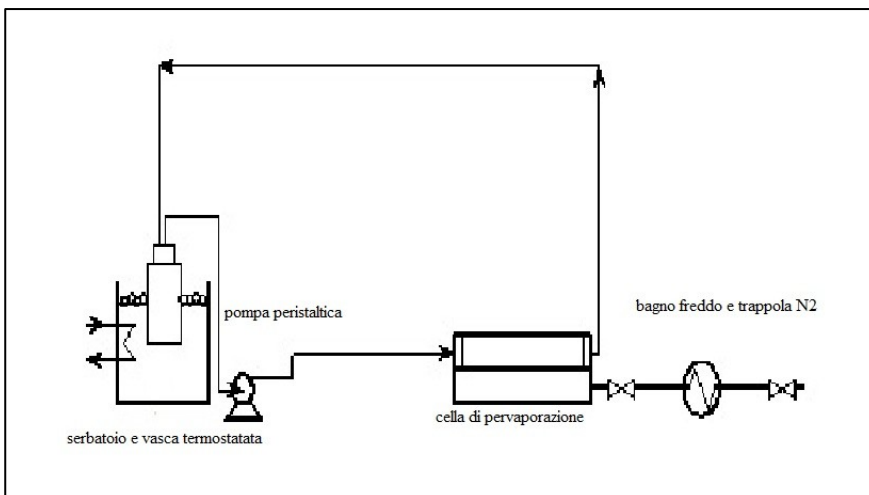 bagno freddo e trappola N2
pompa peristaltica
cella di pervaporazione
serbatoio e vasca termostatata